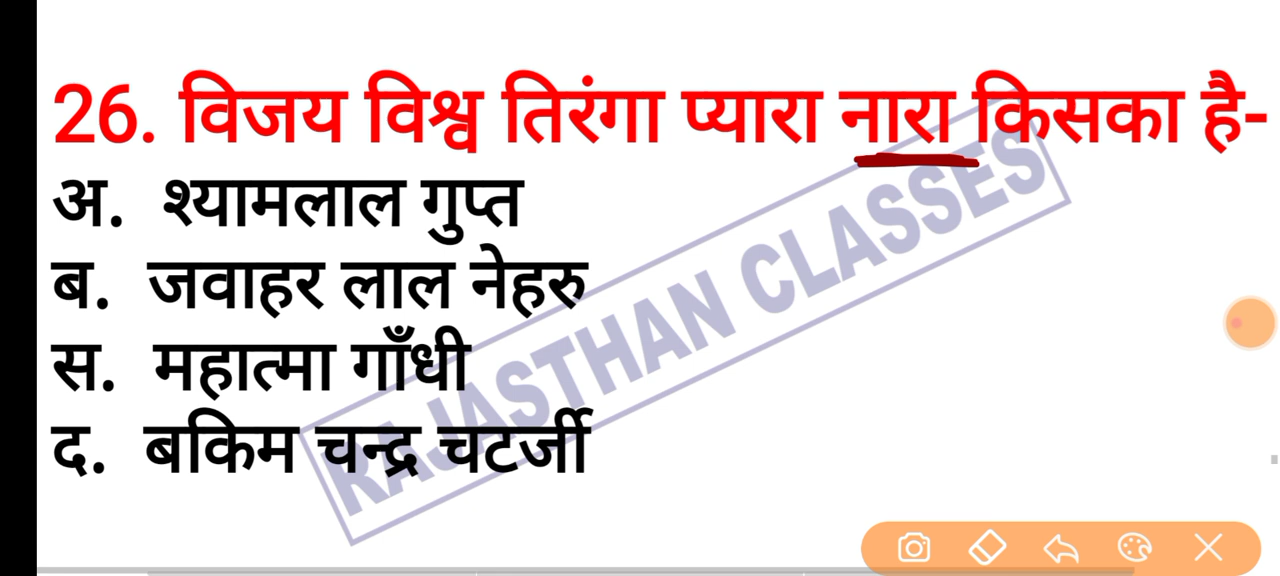 26. विजय विश्व तिरंगा प्यारा नारा किसका है-
अ. श्यामलाल गुप्त
ब. जवाहर लाल नेहरु
स. महात्मा गाँधी
द. बकिम चन्द्र चटर्जी
RAJASTHAN CLASSES